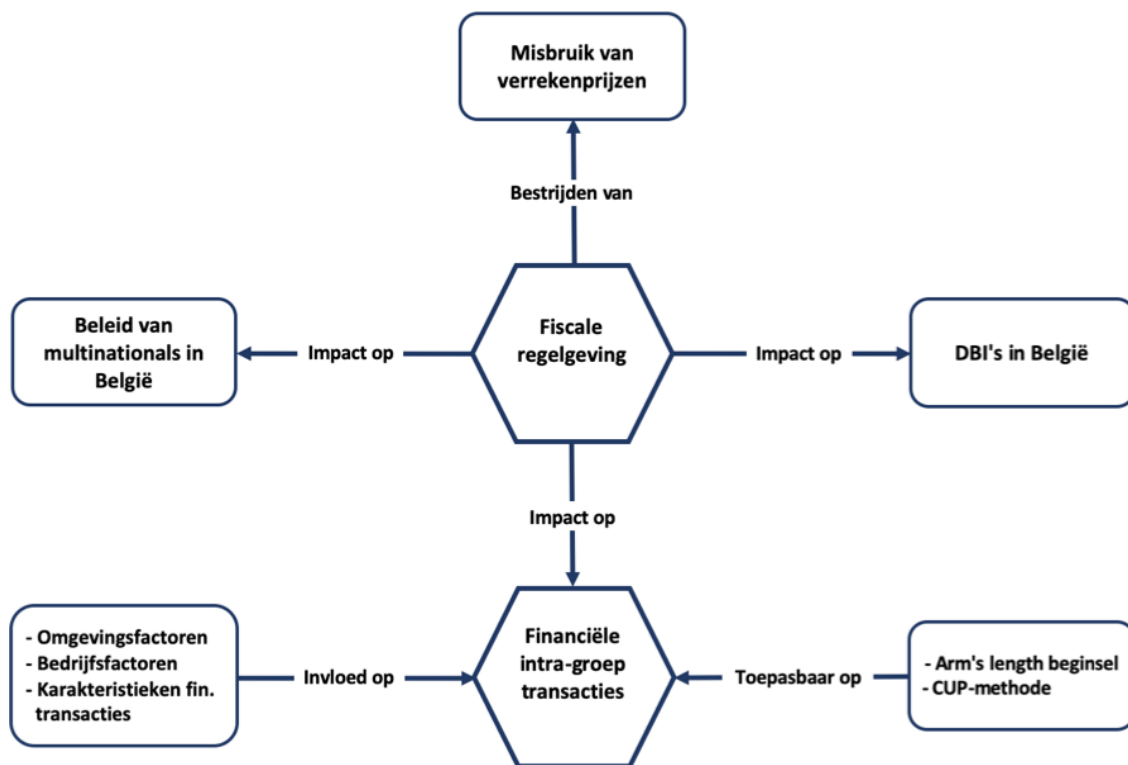 Misbruik van
verrekenprijzen
Bestrijden van
Beleid van
multinationals in
België
Impact op
Fiscale
regelgeving
Impact op
DBI's in België
Impact op
- Omgevingsfactoren
- Bedrijfsfactoren
- Karakteristieken fin.
transacties
Invloed op
Financiële
intra-groep
transacties
Toepasbaar op
- Arm's length beginsel
- CUP-methode